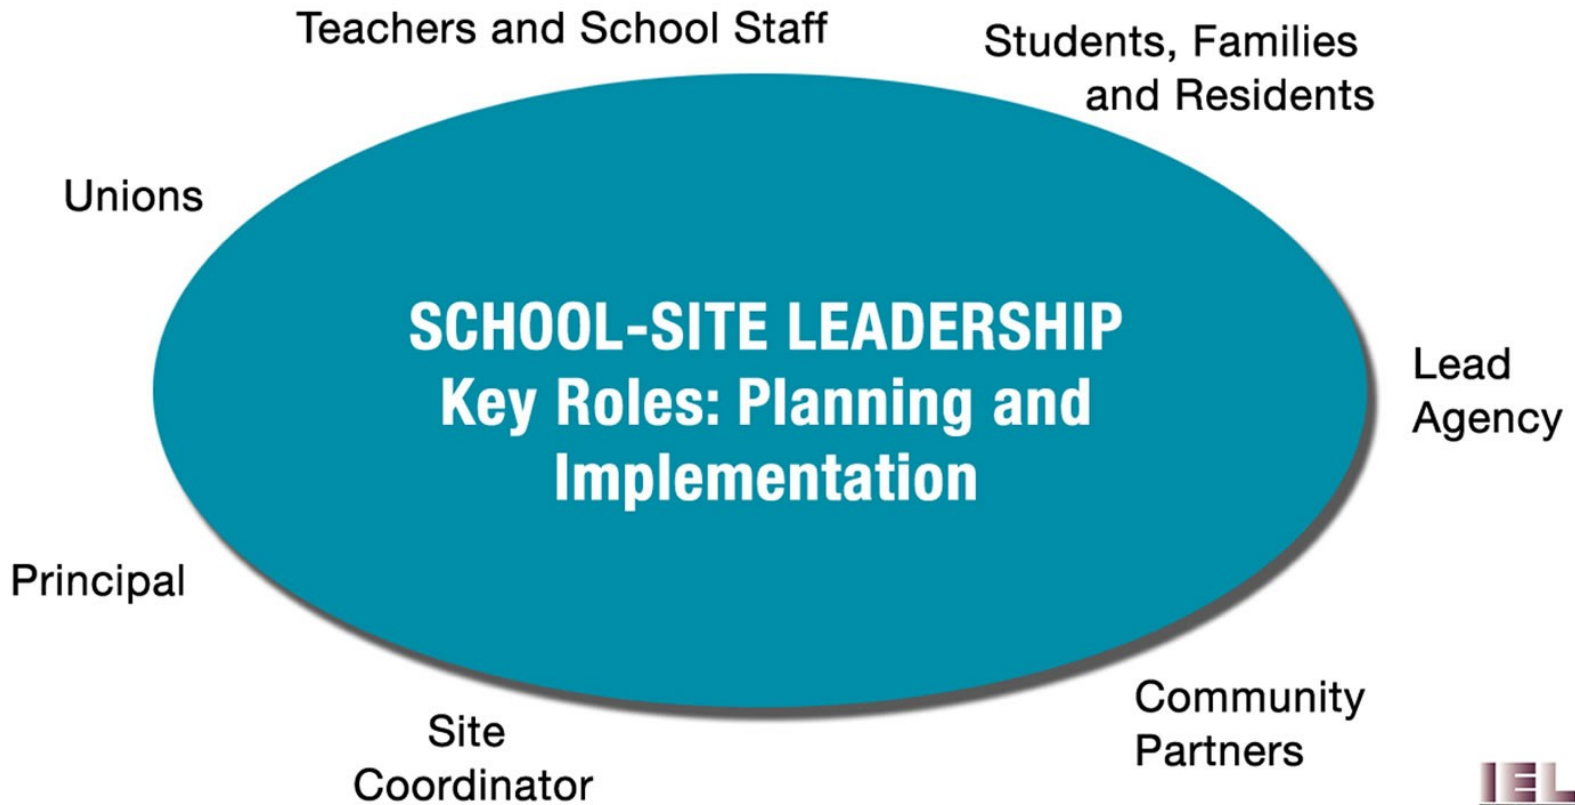 Teachers and School Staff
Students, Families
and Residents
Unions
SCHOOL-SITE LEADERSHIP
Key Roles: Planning and
Implementation
Lead
Agency
Principal
Community
Partners
Site
Coordinator
IEL